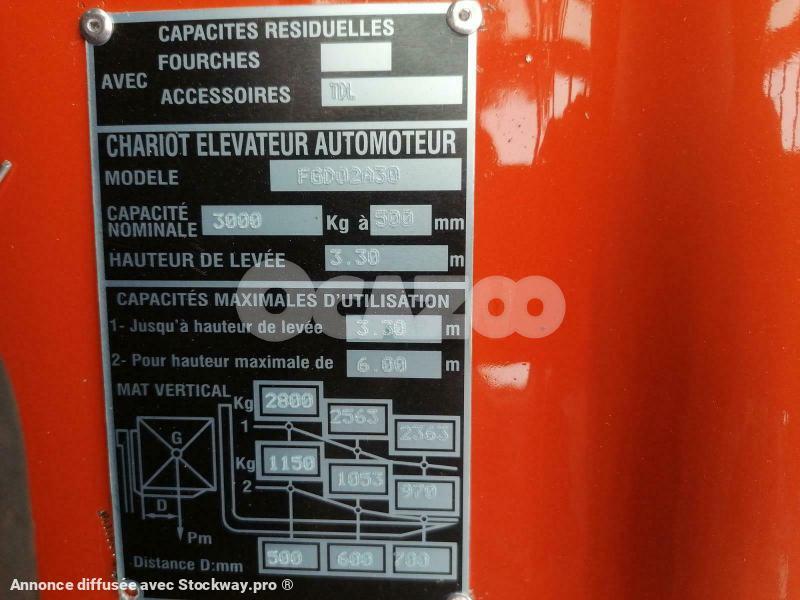 CAPACITES RESIDUELLES
AVEC FOURCHES
ACCESSOIRES TDL
CHARIOT ELEVATEUR AUTOMOTEUR
MODELE FGD02A30
CAPACITÉ NOMINALE 3000 Kg à 500 mm
HAUTEUR DE LEVÉE 3.30 m
OCAZOO
CAPACITÉS MAXIMALES D'UTILISATION
1- Jusqu'à hauteur de levée 3.30 m
2- Pour hauteur maximale de 6.00 m
MAT VERTICAL Kg 2800 2563 2363
1
G
Kg 1150 1053 970
2
D
Pm
Distance D:mm 500 600 700
Annonce diffusée avec Stockway.pro ®